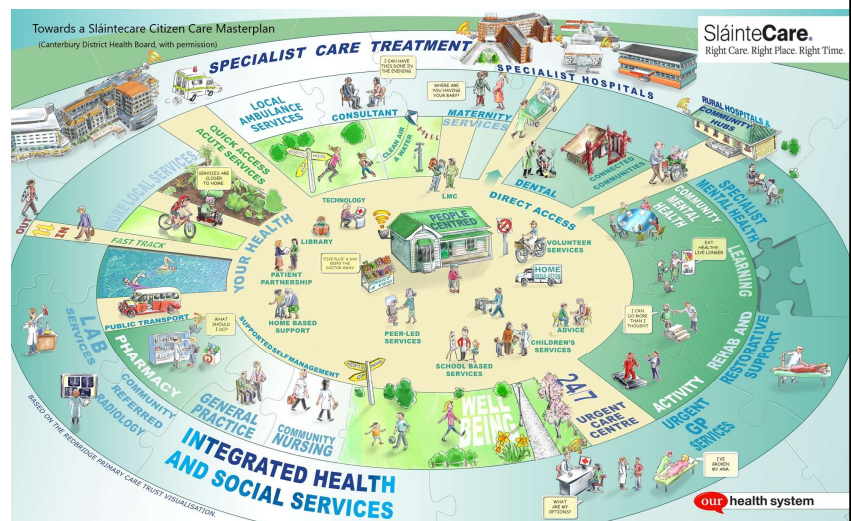 Towards a Sláintecare Citizen Care Masterplan
(Canterbury District Health Board, with permission)
SláinteCare.
Right Care. Right Place. Right Time.
SPECIALIST CARE TREATMENT
SPECIALIST HOSPITALS
RURAL HOSPITALS &
COMMUNITY
HUBS
I CAN HAVE
THIS DONE IN
THE EVENING.
WHERE ARE
YOU HAVING
YOUR BABY?
LOCAL
AMBULANCE
SERVICES
CONSULTANT
MATERNITY
SERVICES
CLEAN AIR
& WATER
QUICK ACCESS
ACUTE SERVICES
MORE LOCAL SERVICES
SERVICES ARE
CLOSER
TO HOME.
LMC
DENTAL
CONNECTED
COMMUNITIES
DIRECT ACCESS
COMMUNITY
MENTAL
HEALTH
SPECIALIST
MENTAL HEALTH
OUT
IN
FAST TRACK
YOUR HEALTH
TECHNOLOGY
LIBRARY
PEOPLE
CENTRED
VOLUNTEER
SERVICES
'FIVE PLUS' A DAY
KEEPS THE
DOCTOR AWAY
PATIENT
PARTNERSHIP
HOME
INSULATION
EAT
HEALTHY
LIVE LONGER
LEARNING
HOME BASED
SUPPORT
PEER-LED
SERVICES
ADVICE
CHILDREN'S
SERVICES
SCHOOL BASED
SERVICES
I CAN
DO MORE
THAN I
THOUGHT
PUBLIC TRANSPORT
WHAT
SHOULD
I DO?
SUPPORTED SELF MANAGEMENT
LAB
SERVICES
PHARMACY
COMMUNITY
REFERRED
RADIOLOGY
GENERAL
PRACTICE
COMMUNITY
NURSING
WELL
BEING
24/7
URGENT
CARE
CENTRE
ACTIVITY
REHAB AND
RESTORATIVE
SUPPORT
URGENT
GP
SERVICES
INTEGRATED HEALTH
AND SOCIAL SERVICES
BASED ON THE REDBRIDGE PRIMARY CARE TRUST VISUALISATION.
WHAT
ARE MY
OPTIONS?
I'VE
BROKEN
MY ARM.
our health system